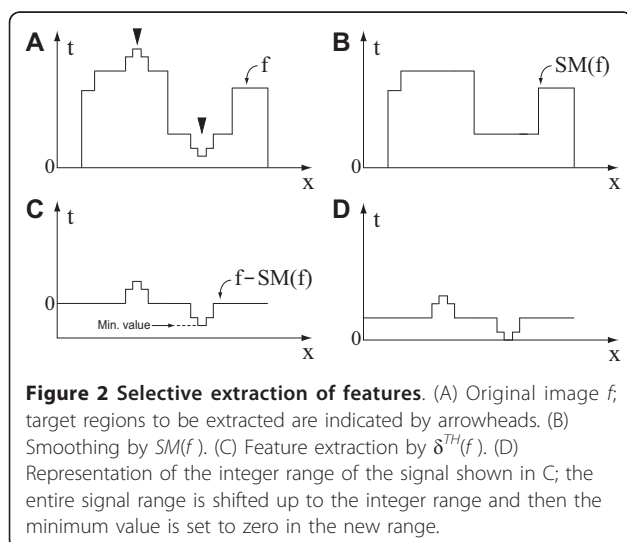 A
t
f
0
x
B
t
SM(f)
0
x
C
t
f−SM(f)
0
Min. value
x
D
t
0
x
Figure 2 Selective extraction of features. (A) Original image f;
target regions to be extracted are indicated by arrowheads. (B)
Smoothing by SM(f ). (C) Feature extraction by δ^TH(f ). (D)
Representation of the integer range of the signal shown in C; the
entire signal range is shifted up to the integer range and then the
minimum value is set to zero in the new range.